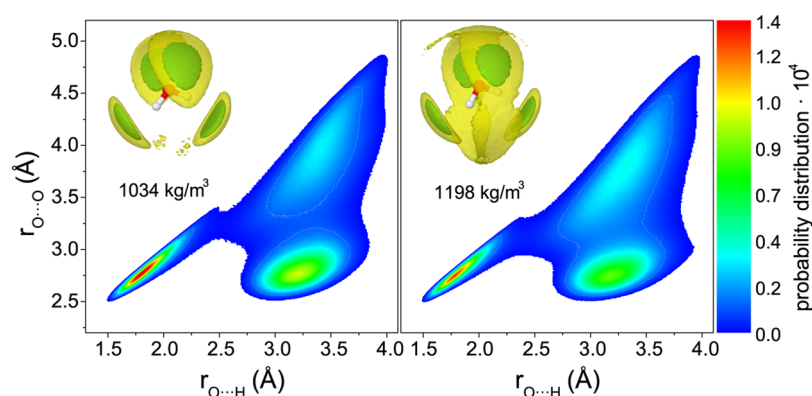 5.0
4.5
4.0
3.5
3.0
2.5
r_{O···O} (Å)
1034 kg/m³
1198 kg/m³
1.5 2.0 2.5 3.0 3.5 4.0
1.5 2.0 2.5 3.0 3.5 4.0
r_{O···H} (Å)
r_{O···H} (Å)
1.4
1.2
1.0
0.9
0.7
0.4
0.2
0.0
probability distribution · 10⁴